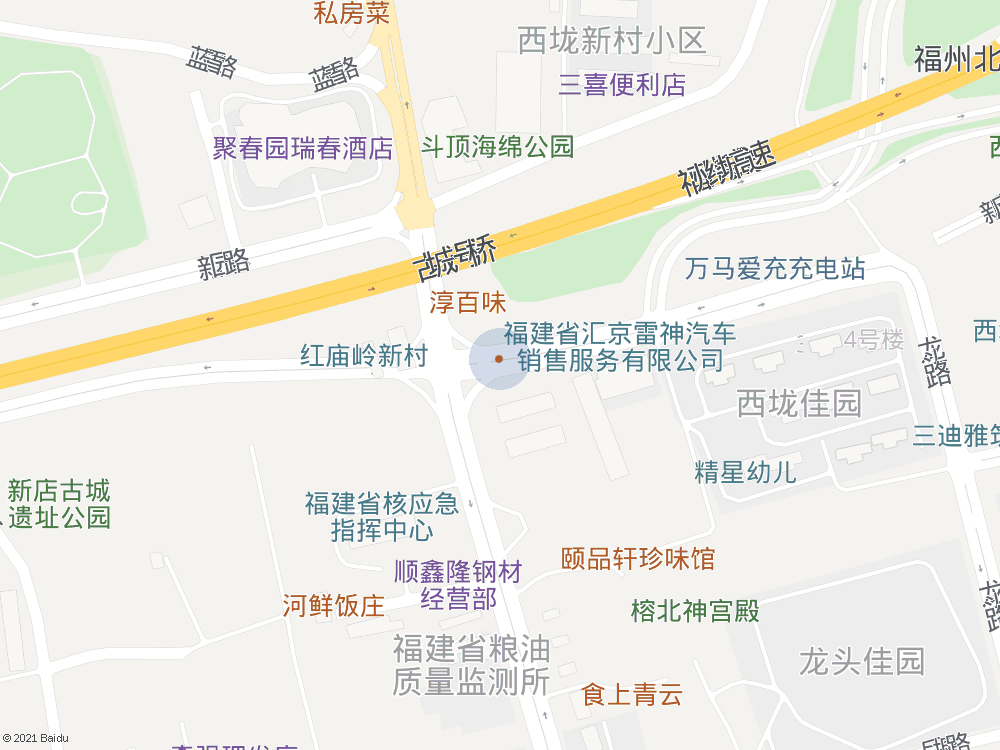 私房菜
西垅新村小区
福州北
三喜便利店
聚春园瑞春酒店
斗顶海绵公园
新店路
古城一号桥
万马爱充充电站
淳百味
福建省汇京雷神汽车
销售服务有限公司
4号楼
红庙岭新村
西垅佳园
三迪雅筑
精星幼儿
新店古城
遗址公园
福建省核应急
指挥中心
颐品轩珍味馆
顺鑫隆钢材
经营部
河鲜饭庄
榕北神宫殿
福建省粮油
质量监测所
龙头佳园
食上青云
© 2021 Baidu